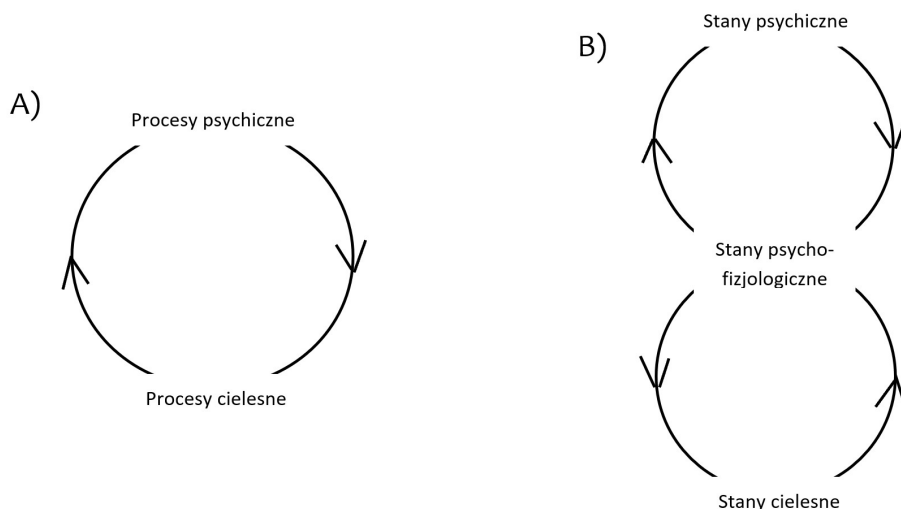 A)
Procesy psychiczne
Procesy cielesne
B)
Stany psychiczne
Stany psycho-
fizjologiczne
Stany cielesne